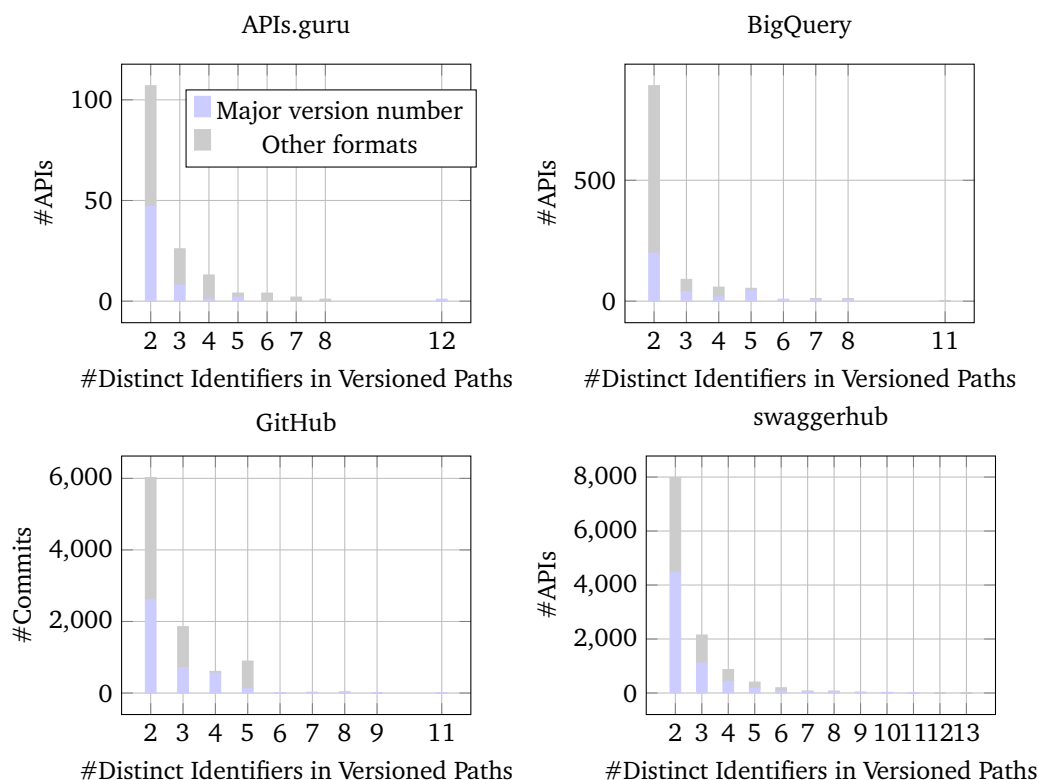 APIs.guru
100
50
0
#APIs
Major version number
Other formats
2 3 4 5 6 7 8 12
#Distinct Identifiers in Versioned Paths
BigQuery
500
0
#APIs
2 3 4 5 6 7 8 11
#Distinct Identifiers in Versioned Paths
GitHub
6,000
4,000
2,000
0
#Commits
2 3 4 5 6 7 8 9 11
#Distinct Identifiers in Versioned Paths
swaggerhub
8,000
6,000
4,000
2,000
0
#APIs
2 3 4 5 6 7 8 9 10 11 12 13
#Distinct Identifiers in Versioned Paths